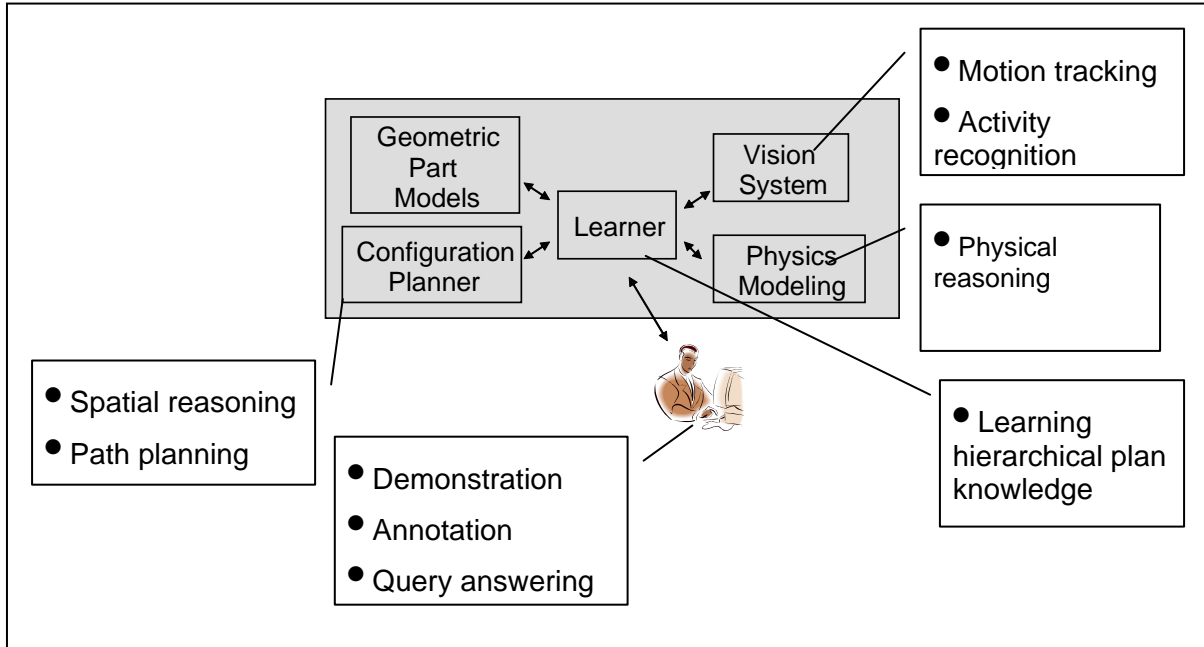 ● Motion tracking
● Activity
recognition
Geometric
Part
Models
Vision
System
Learner
Configuration
Planner
Physics
Modeling
● Physical
reasoning
● Spatial reasoning
● Path planning
● Demonstration
● Annotation
● Query answering
● Learning
hierarchical plan
knowledge